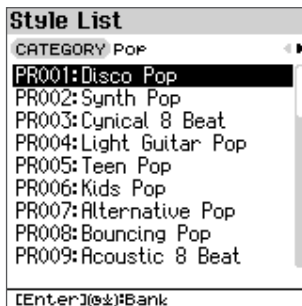 Style List
CATEGORY Pop
PR001:Disco Pop
PR002:Synth Pop
PR003:Cynical 8 Beat
PR004:Light Guitar Pop
PR005:Teen Pop
PR006:Kids Pop
PR007:Alternative Pop
PR008:Bouncing Pop
PR009:Acoustic 8 Beat
[Enter](@±):Bank